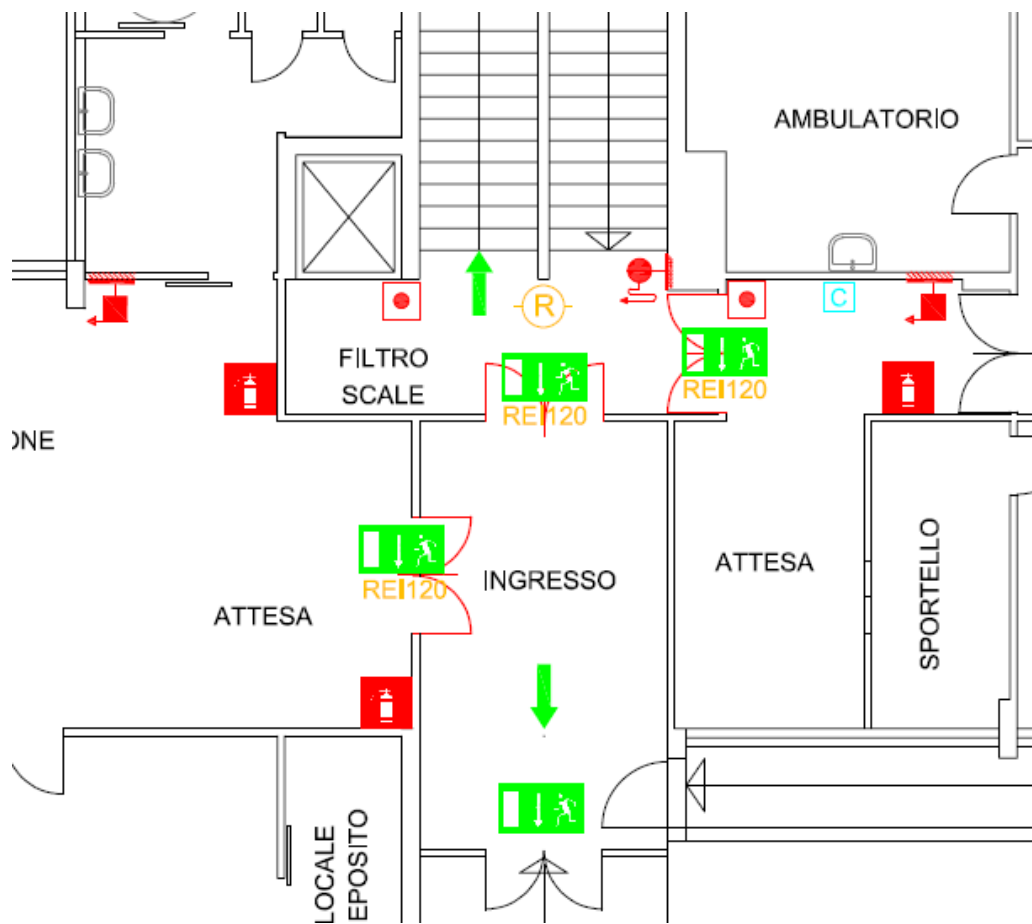 AMBULATORIO
C
R
FILTRO
SCALE
REI120
REI120
ONE
REI120
INGRESSO
ATTESA
ATTESA
SPORTELLO
LOCALE
EPOSITO